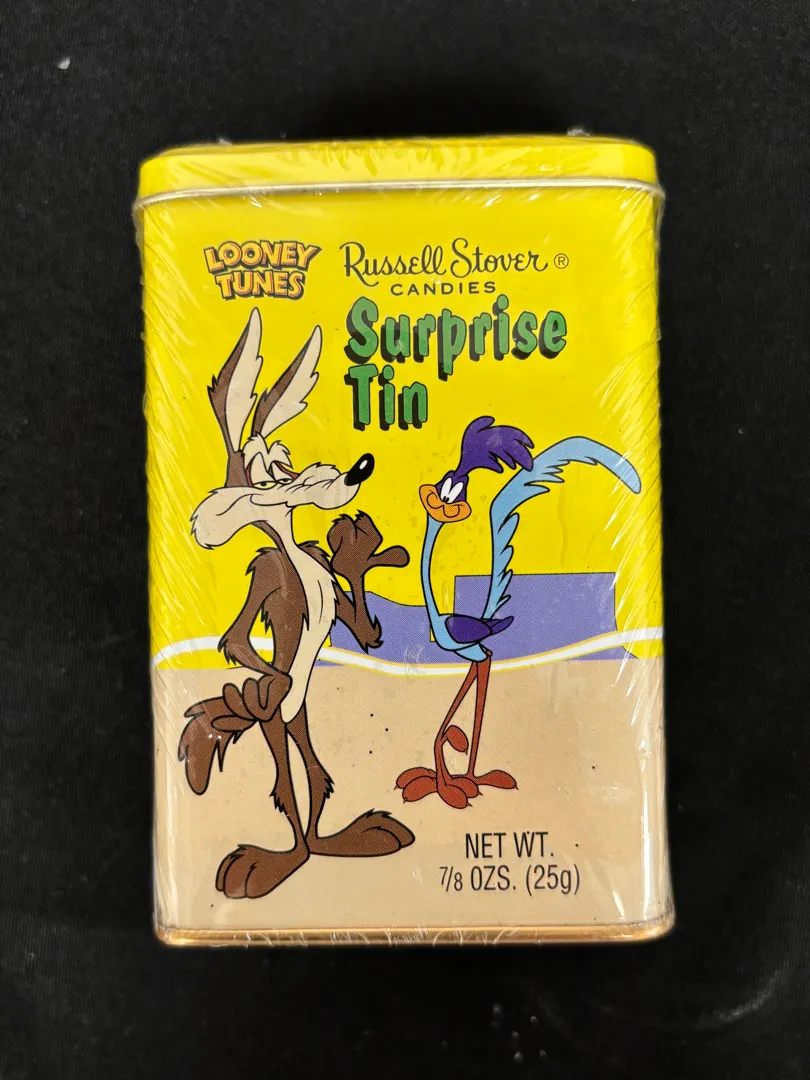 LOONEY
TUNES
Russell Stover ®
CANDIES
Surprise
Tin
NET WT.
7/8 OZS. (25g)